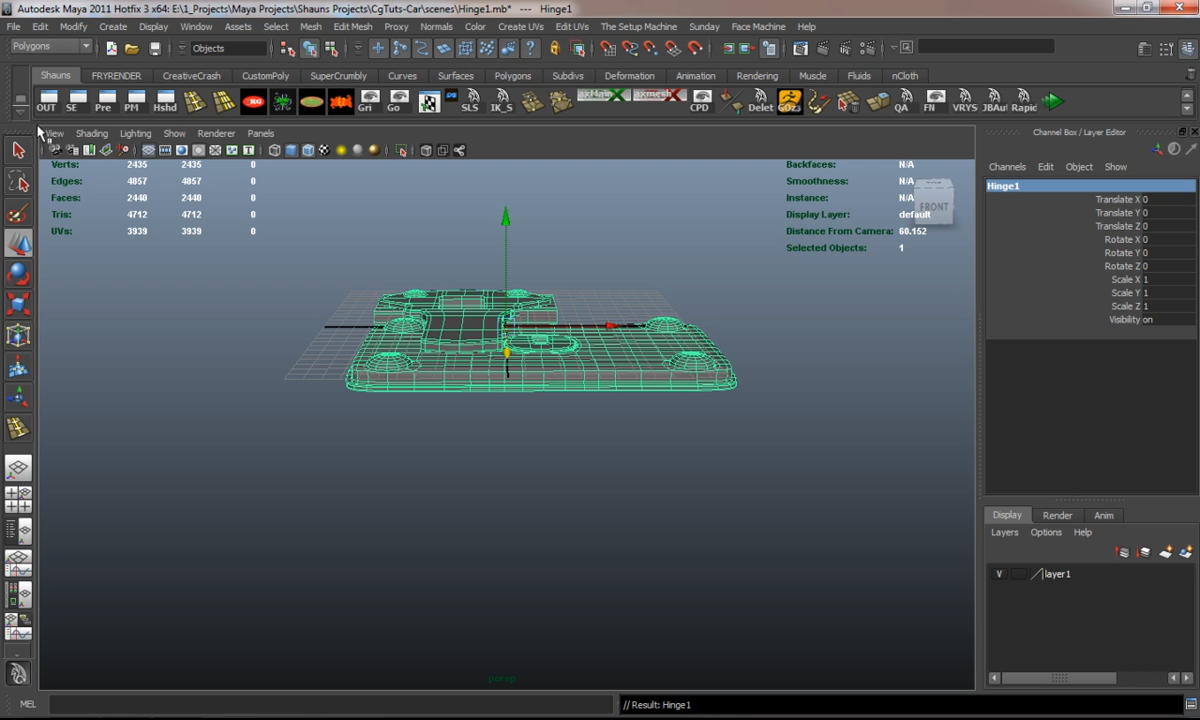 Autodesk Maya 2011 Hotfix 3 x64: E:\1_Projects\Maya Projects\Shauns Projects\CgTuts-Car\scenes\Hinge1.mb* --- Hinge1
File Edit Modify Create Display Window Assets Select Mesh Edit Mesh Proxy Normals Color Create UVs Edit UVs The Setup Machine Sunday Muscle Face Machine Help
Polygons Objects
Shauns FRYRENDER CreativeCrash CustomPoly SuperCrumbly Curves Surfaces Polygons Subdivs Deformation Animation Rendering Muscle Fluids nCloth
OUT SE Pre PM Hshd Gri Go SLS IK_S CPD Delet GOz3 QA FN VRYS JBAut Rapic
View Shading Lighting Show Renderer Panels
Channel Box / Layer Editor
Channels Edit Object Show
Verts: 2435 2435 0
Edges: 4857 4857 0
Faces: 2440 2440 0
Tris: 4712 4712 0
UVs: 3939 3939 0
Backfaces: N/A
Smoothness: N/A
Instance: N/A
Display Layer: default
Distance From Camera: 60.152
Selected Objects: 1
FRONT
Hinge1
Translate X 0
Translate Y 0
Translate Z 0
Rotate X 0
Rotate Y 0
Rotate Z 0
Scale X 1
Scale Y 1
Scale Z 1
Visibility on
Display Render Anim
Layers Options Help
V layer1
persp
MEL
// Result: Hinge1